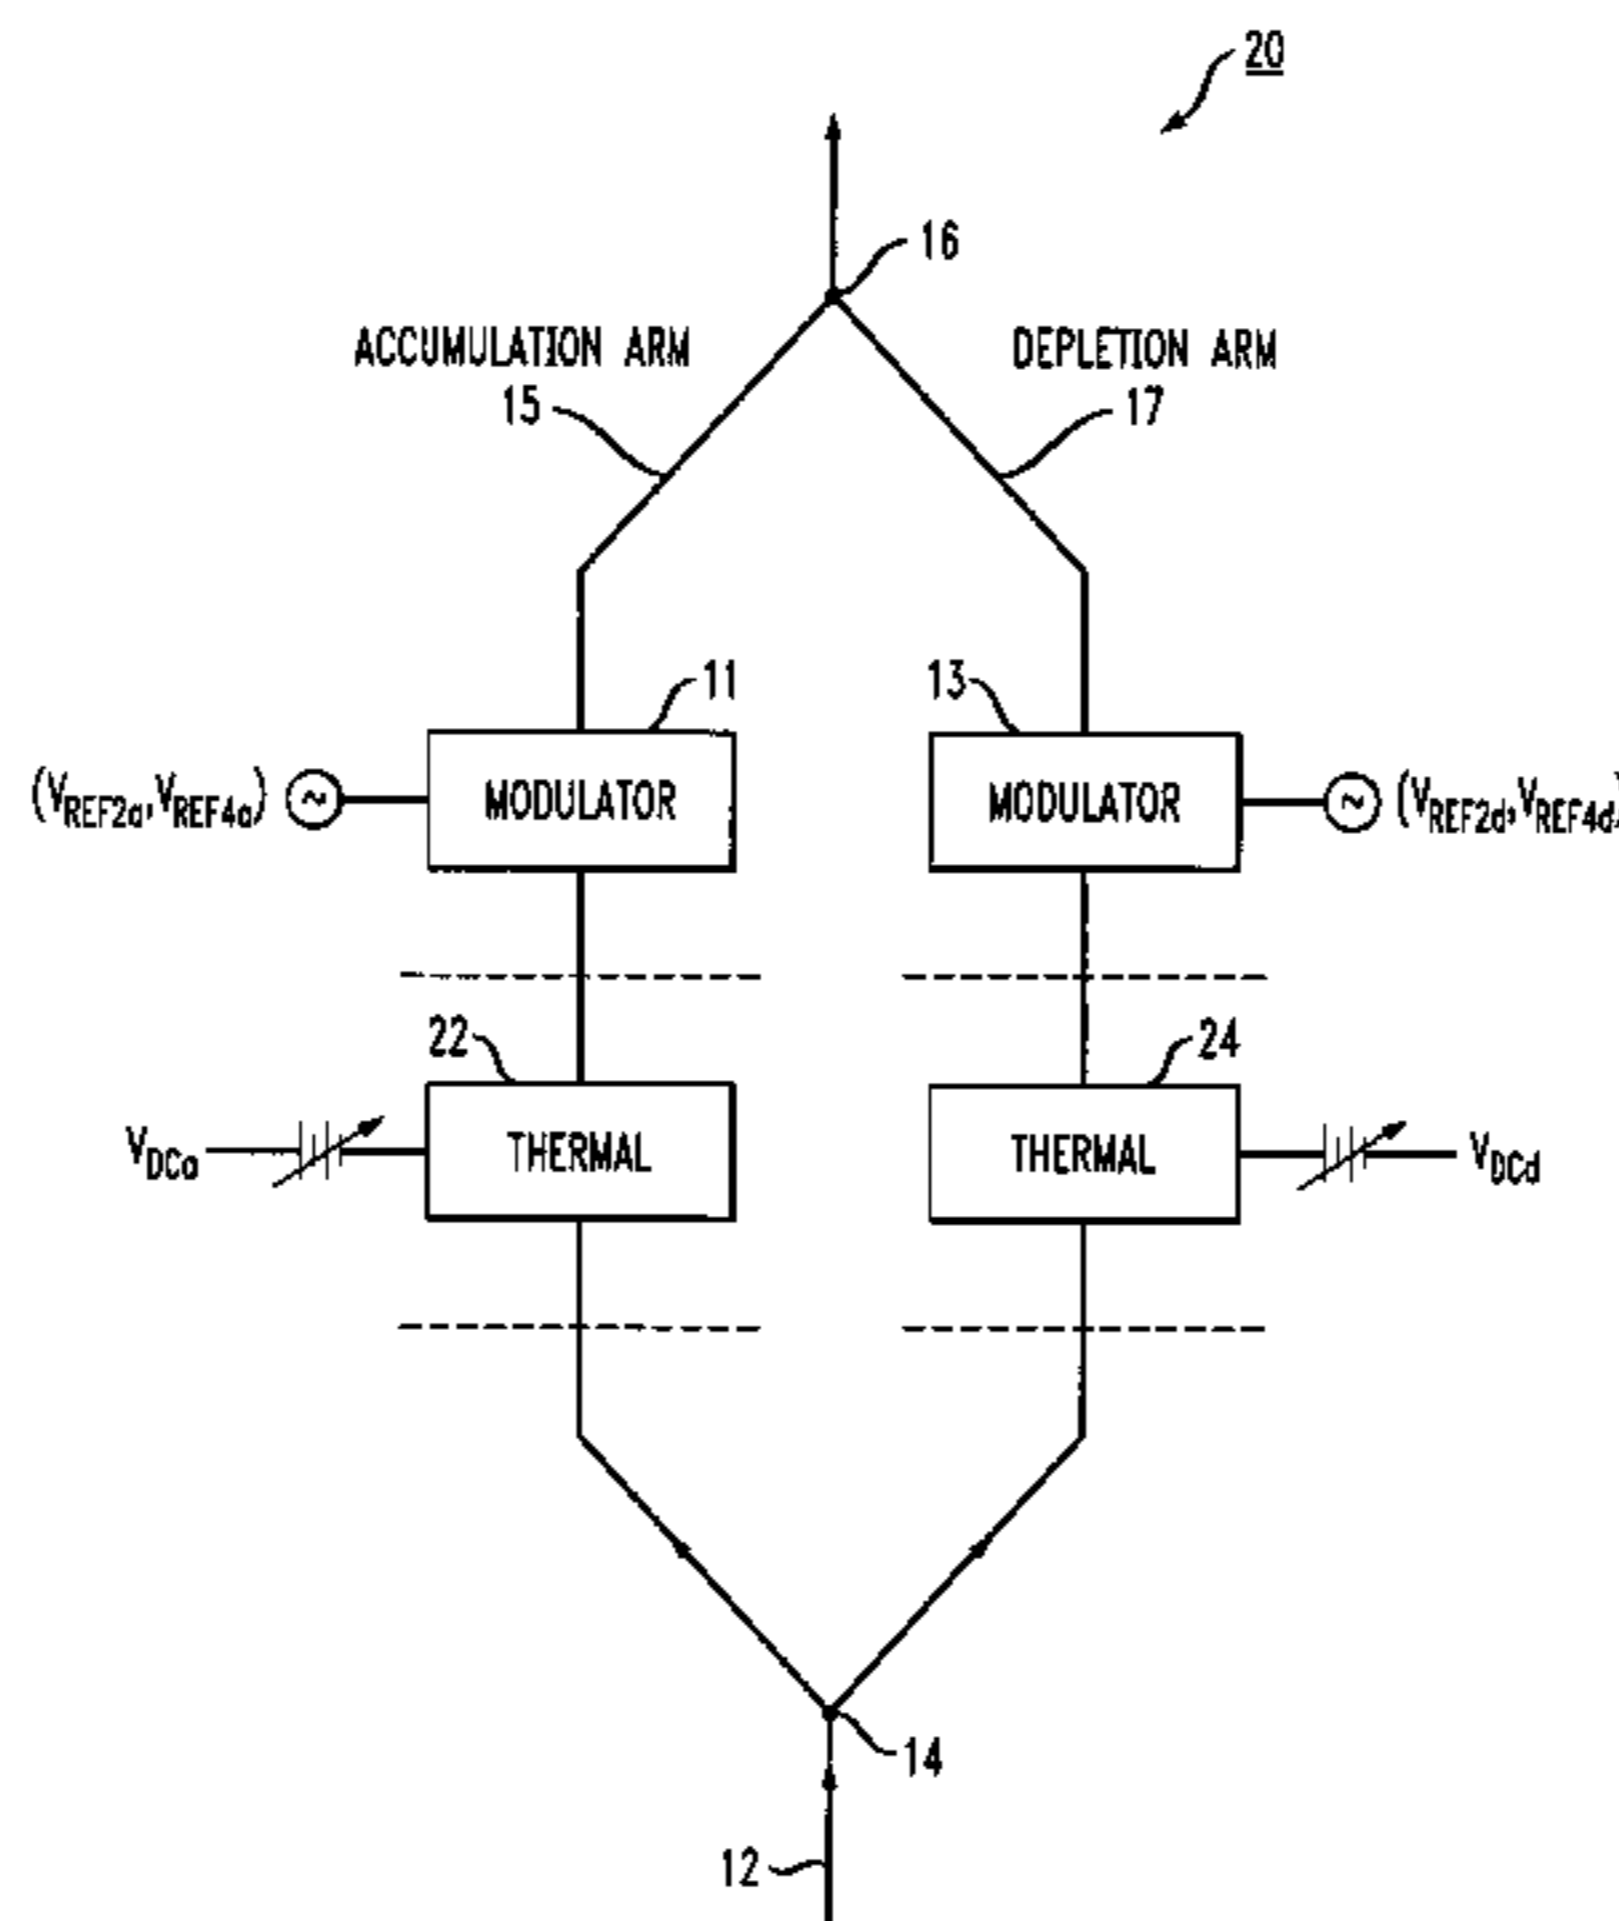 20
16
ACCUMULATION ARM
DEPLETION ARM
15
17
11
13
(VREF2a,VREF4a)
MODULATOR
MODULATOR
(VREF2d,VREF4d)
22
24
VDCa
THERMAL
THERMAL
VDCd
14
12